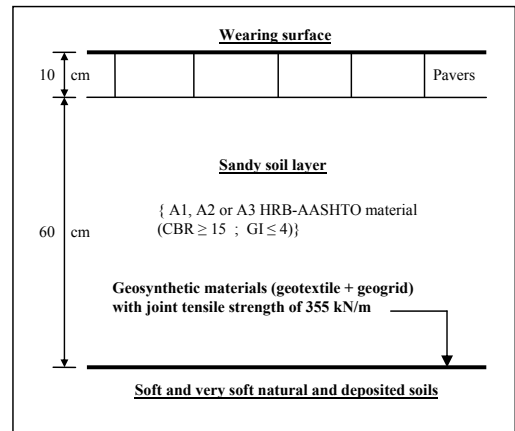 Wearing surface
10 cm
Pavers
Sandy soil layer
{ A1, A2 or A3 HRB-AASHTO material
(CBR ≥ 15 ; GI ≤ 4)}
60 cm
Geosynthetic materials (geotextile + geogrid)
with joint tensile strength of 355 kN/m
Soft and very soft natural and deposited soils